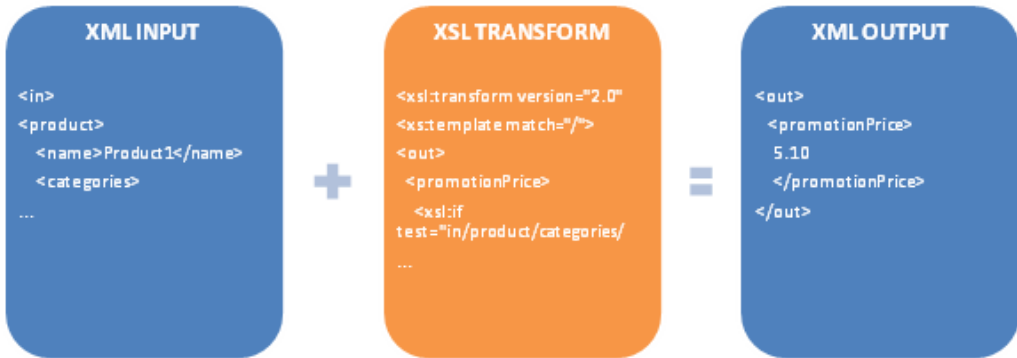 XML INPUT
<in>
<product>
<name>Product1</name>
<categories>
...
XSL TRANSFORM
<xsl:transform version="2.0"
<xs:template match="/">
<out>
<promotionPrice>
<xsl:if
test="in/product/categories/
...
XML OUTPUT
<out>
<promotionPrice>
5.10
</promotionPrice>
</out>